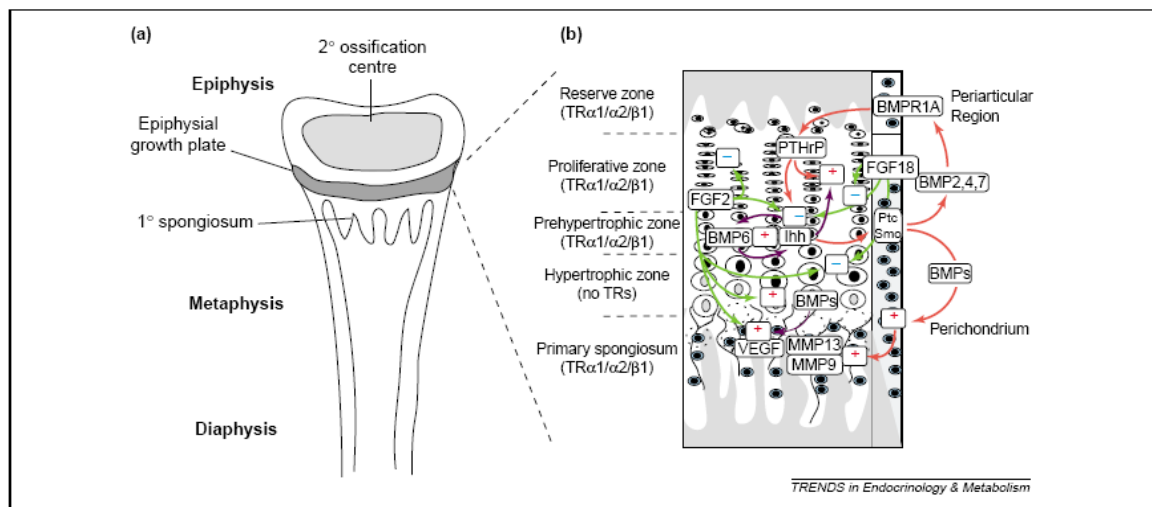 (a)
2° ossification
centre
Epiphysis
Epiphysial
growth plate
1° spongiosum
Metaphysis
Diaphysis
(b)
Reserve zone
(TRα1/α2/β1)
Proliferative zone
(TRα1/α2/β1)
Prehypertrophic zone
(TRα1/α2/β1)
Hypertrophic zone
(no TRs)
Primary spongiosum
(TRα1/α2/β1)
BMPR1A
Periarticular
Region
PTHrP
−
+
FGF18
BMP2,4,7
−
FGF2
−
Ptc
Smo
BMP6
+
Ihh
−
BMPs
+
BMPs
+
Perichondrium
+
VEGF
MMP13
MMP9
+
TRENDS in Endocrinology & Metabolism